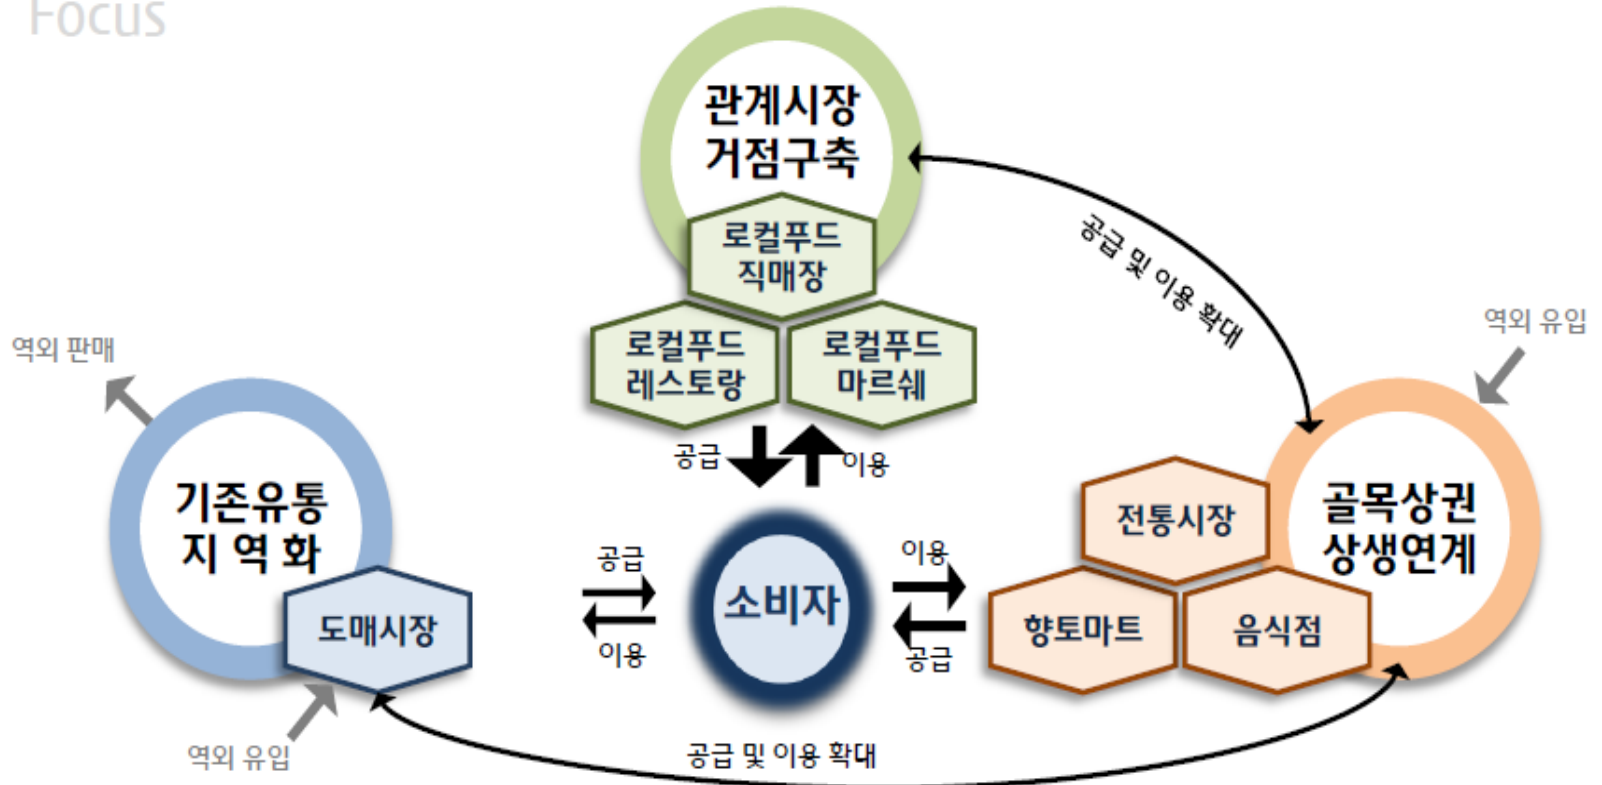 Focus
관계시장
거점구축
로컬푸드
직매장
로컬푸드
레스토랑
로컬푸드
마르쉐
공급 및 이용 확대
역외 유입
역외 판매
공급
이용
기존유통
지 역 화
도매시장
역외 유입
공급
이용
소비자
이용
공급
전통시장
향토마트
음식점
골목상권
상생연계
공급 및 이용 확대